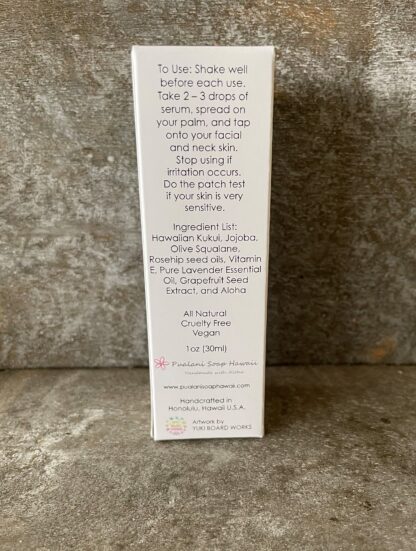 To Use: Shake well
before each use.
Take 2 – 3 drops of
serum, spread on
your palm, and tap
onto your facial
and neck skin.
Stop using if
irritation occurs.
Do the patch test
if your skin is very
sensitive.
Ingredient List:
Hawaiian Kukui, Jojoba,
Olive Squalane,
Rosehip seed oils, Vitamin
E, Pure Lavender Essential
Oil, Grapefruit Seed
Extract, and Aloha
All Natural
Cruelty Free
Vegan
1oz (30ml)
Pualani Soap Hawaii
Handmade with Aloha
www.pualanisoaphawaii.com
Handcrafted in
Honolulu, Hawaii U.S.A.
Artwork by
YUKI BOARD WORKS